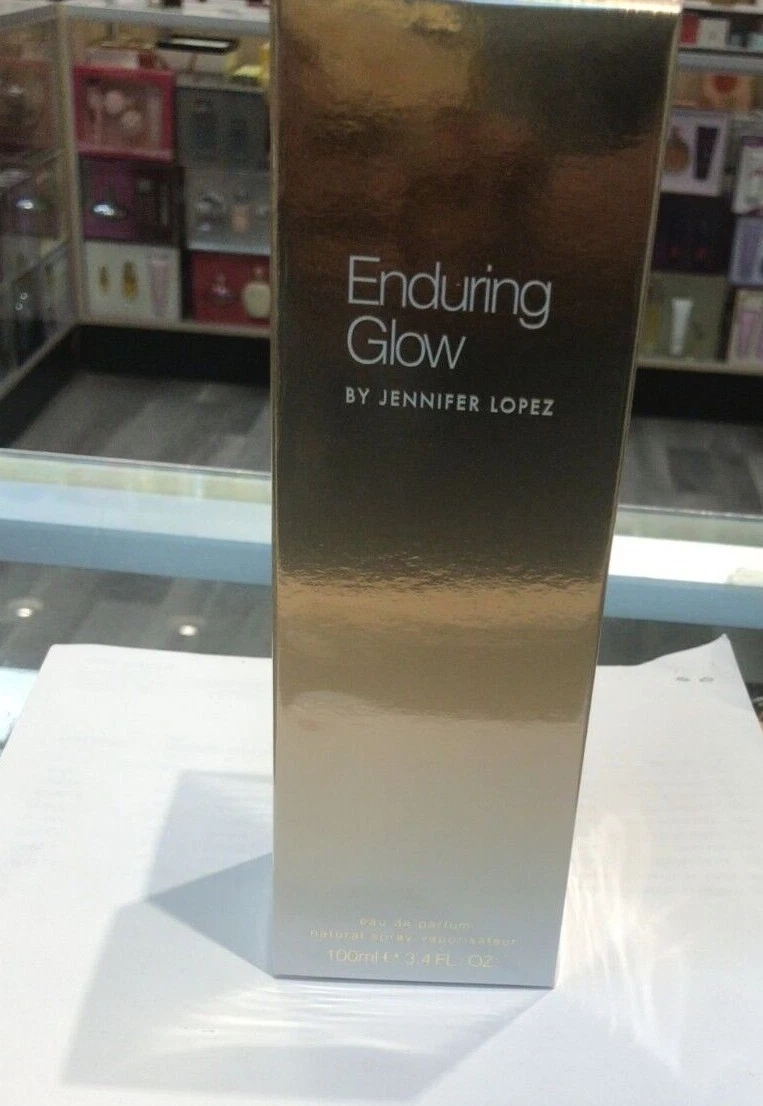 Enduring
Glow
BY JENNIFER LOPEZ
eau de parfum
natural spray vaporisateur
100ml ℮ 3.4 FL. OZ.